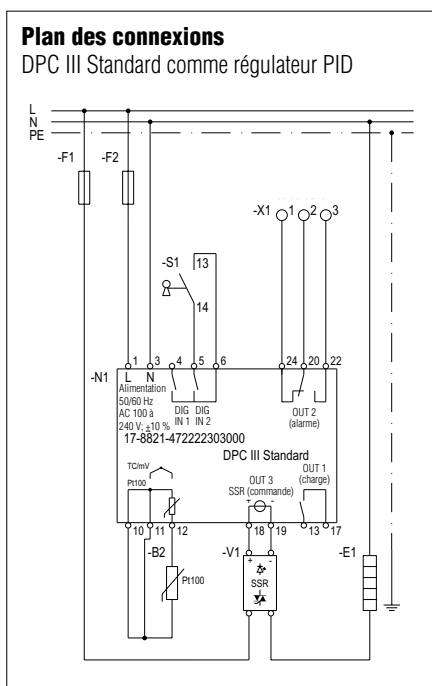 Plan des connexions
DPC III Standard comme régulateur PID
L
N
PE
-F1 -F2
-X1 1 2 3
-S1 13
14
-N1
1 3 4 5 6 24 20 22
L N
Alimentation
50/60 Hz
AC 100 à
240 V; ±10 %
DIG
IN 1
DIG
IN 2
OUT 2
(alarme)
17-8821-472222303000
DPC III Standard
TC/mV
Pt100
OUT 3
SSR (commande)
+ -
OUT 1
(charge)
10 11 12 18 19 13 17
-B2
Pt100
-V1
+ -
SSR
-E1